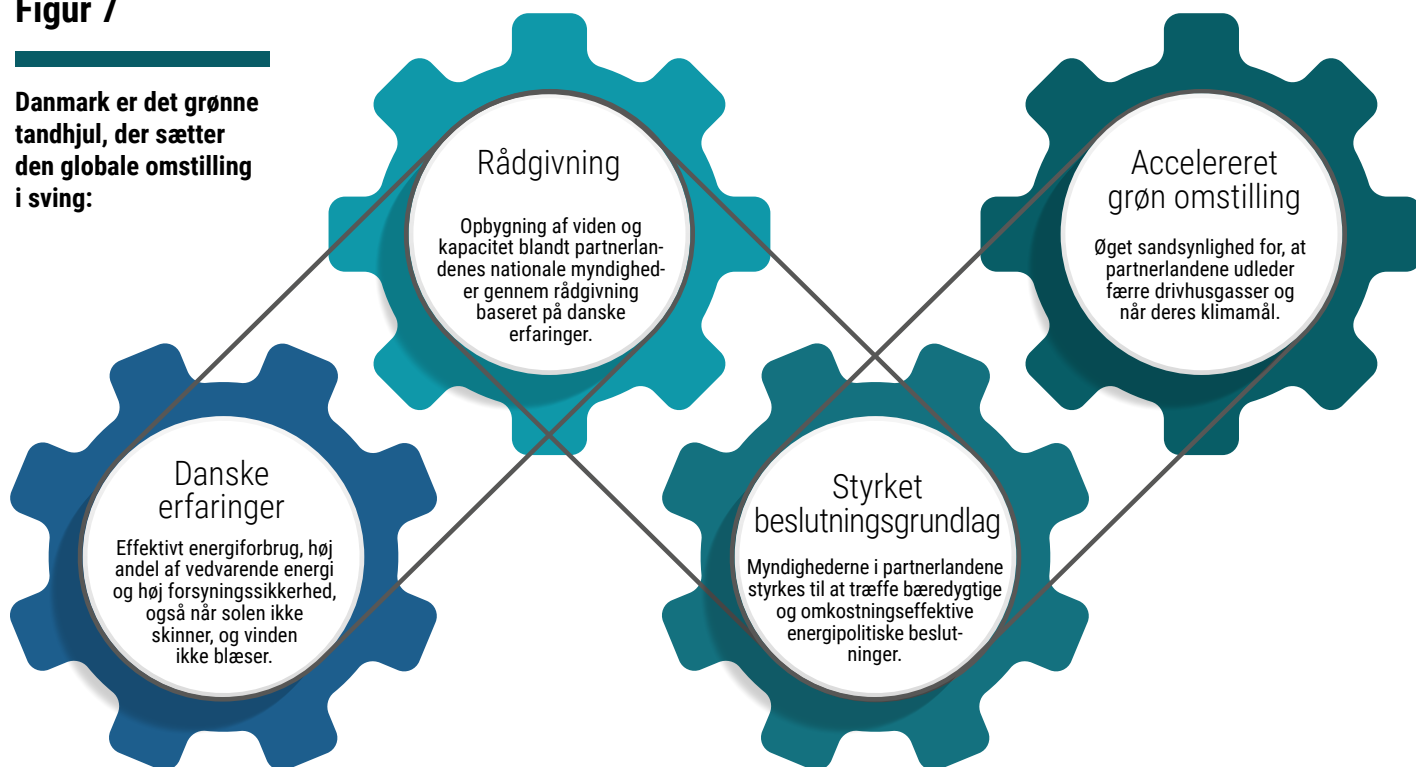 Figur 7
Danmark er det grønne
tandhjul, der sætter
den globale omstilling
i sving:
Danske
erfaringer
Effektivt energiforbrug, høj
andel af vedvarende energi
og høj forsyningssikkerhed,
også når solen ikke
skinner, og vinden
ikke blæser.
Rådgivning
Opbygning af viden og
kapacitet blandt partnerlan-
denes nationale myndighed-
er gennem rådgivning
baseret på danske
erfaringer.
Styrket
beslutningsgrundlag
Myndighederne i partnerlandene
styrkes til at træffe bæredygtige
og omkostningseffektive
energipolitiske beslut-
ninger.
Accelereret
grøn omstilling
Øget sandsynlighed for, at
partnerlandene udleder
færre drivhusgasser og
når deres klimamål.